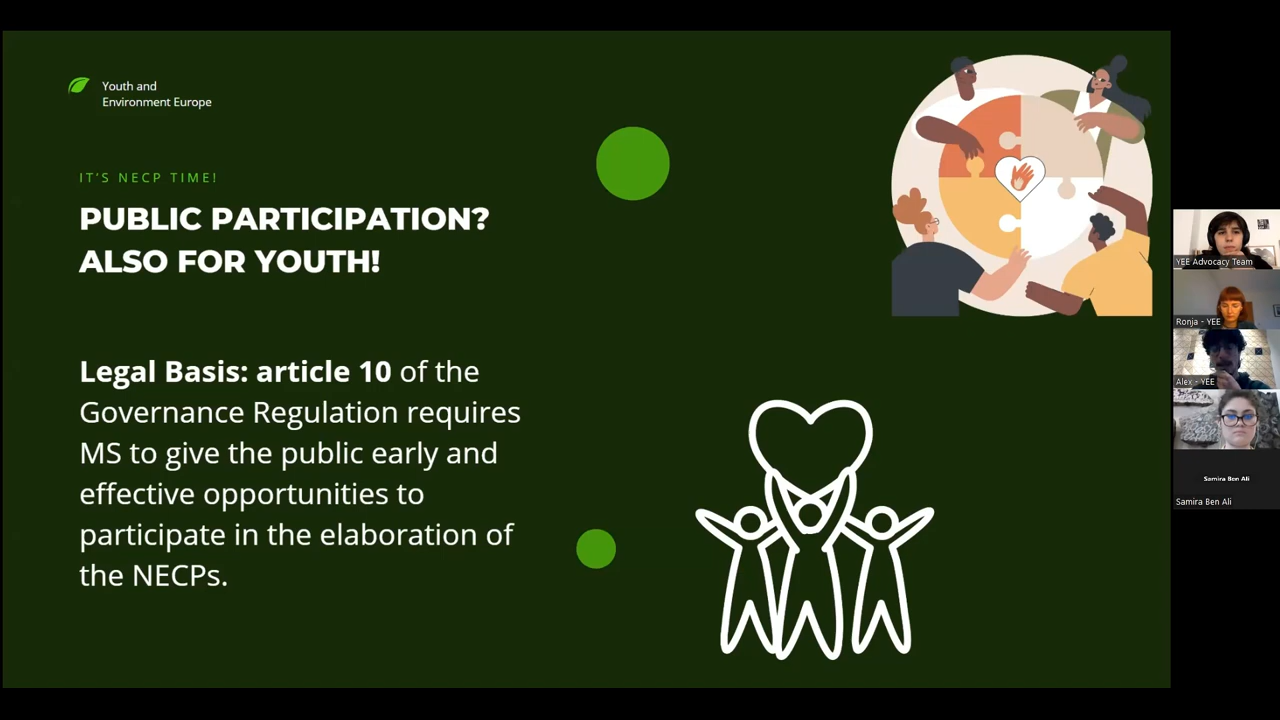 Youth and
Environment Europe
IT'S NECP TIME!
PUBLIC PARTICIPATION?
ALSO FOR YOUTH!
Legal Basis: article 10 of the
Governance Regulation requires
MS to give the public early and
effective opportunities to
participate in the elaboration of
the NECPs.
YEE Advocacy Team
Ronja - YEE
Alex - YEE
Samira Ben Ali
Samira Ben Ali